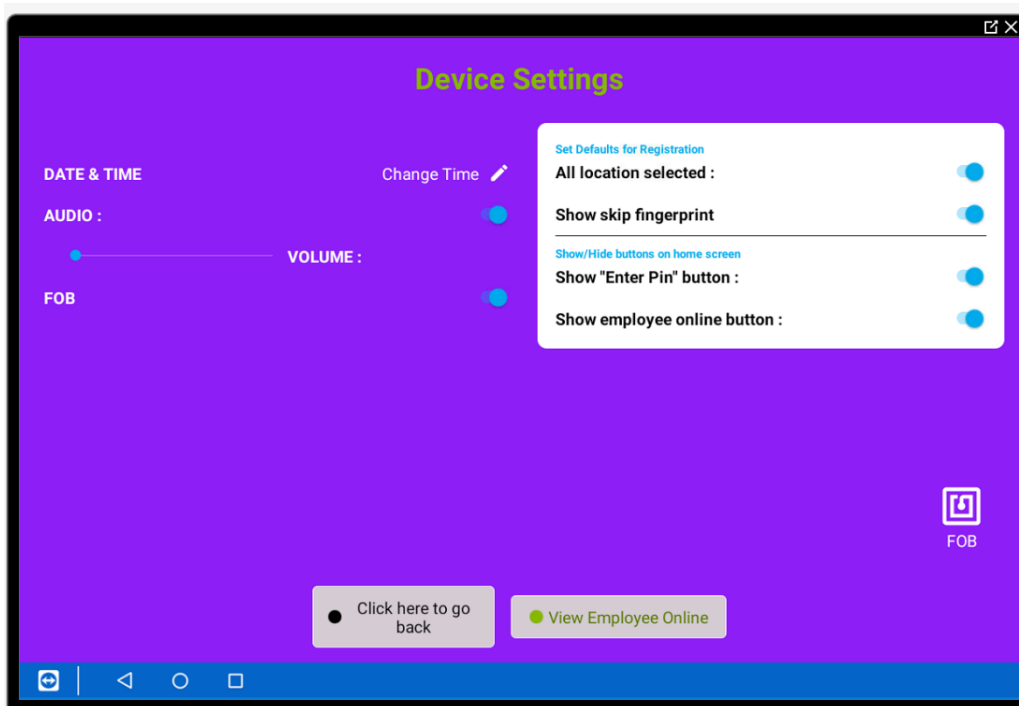 Device Settings
DATE & TIME
Change Time
AUDIO :
VOLUME :
FOB
Set Defaults for Registration
All location selected :
Show skip fingerprint
Show/Hide buttons on home screen
Show "Enter Pin" button :
Show employee online button :
FOB
Click here to go
back
View Employee Online